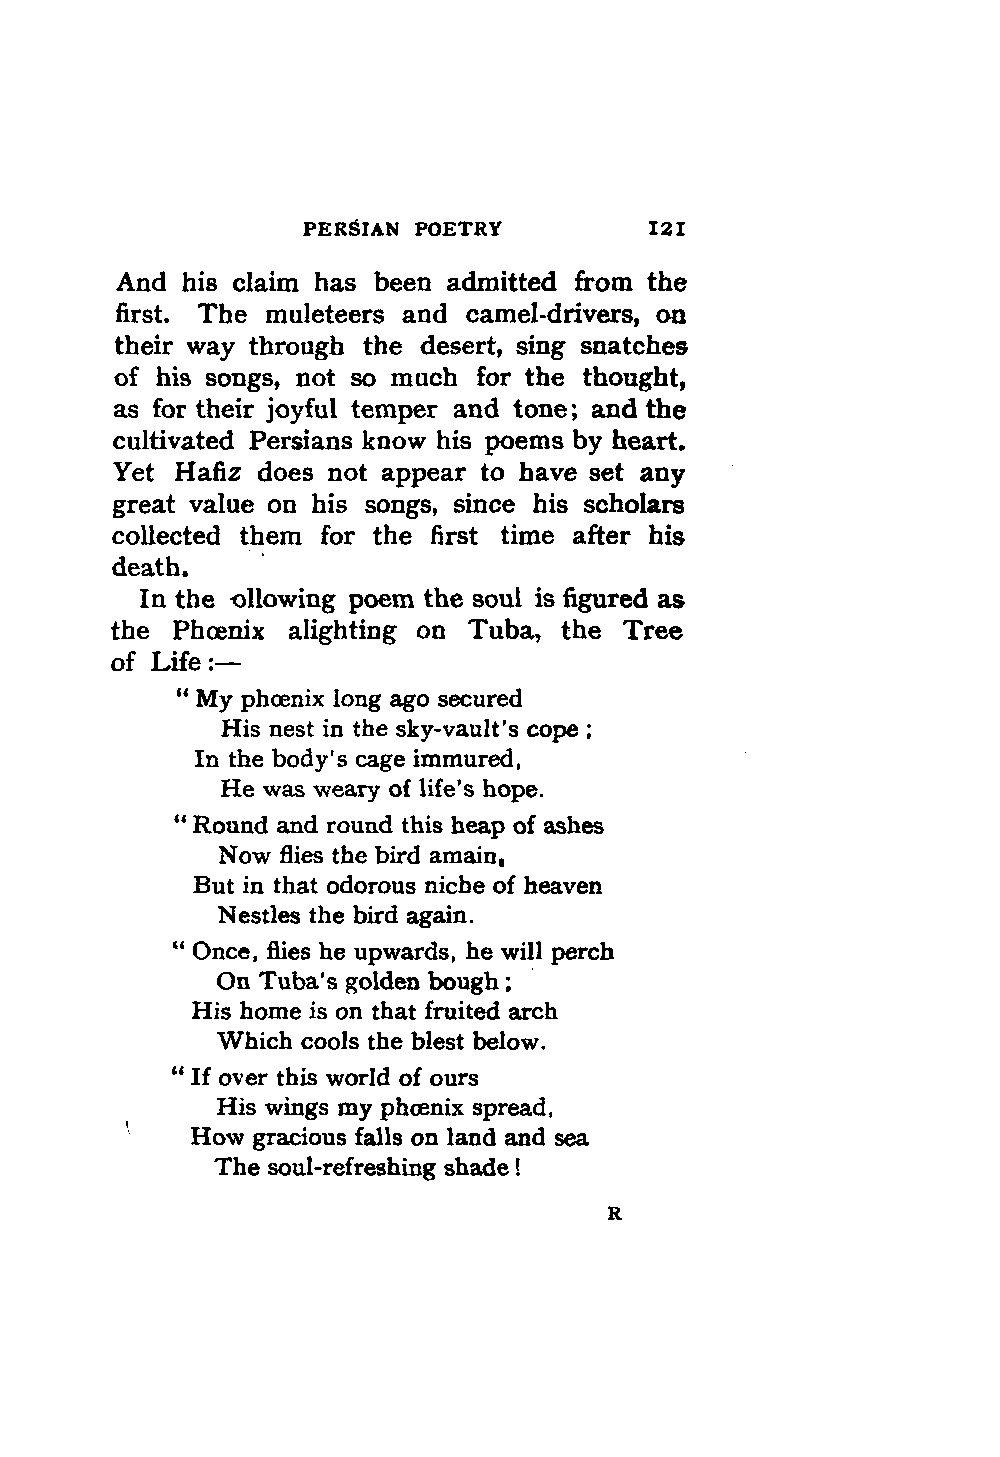 PERSIAN POETRY 121
And his claim has been admitted from the
first. The muleteers and camel-drivers, on
their way through the desert, sing snatches
of his songs, not so much for the thought,
as for their joyful temper and tone; and the
cultivated Persians know his poems by heart.
Yet Hafiz does not appear to have set any
great value on his songs, since his scholars
collected them for the first time after his
death.
In the ollowing poem the soul is figured as
the Phœnix alighting on Tuba, the Tree
of Life :—
“ My phœnix long ago secured
His nest in the sky-vault's cope ;
In the body's cage immured,
He was weary of life's hope.
“ Round and round this heap of ashes
Now flies the bird amain,
But in that odorous niche of heaven
Nestles the bird again.
“ Once, flies he upwards, he will perch
On Tuba's golden bough ;
His home is on that fruited arch
Which cools the blest below.
“ If over this world of ours
His wings my phœnix spread,
How gracious falls on land and sea
The soul-refreshing shade !
R